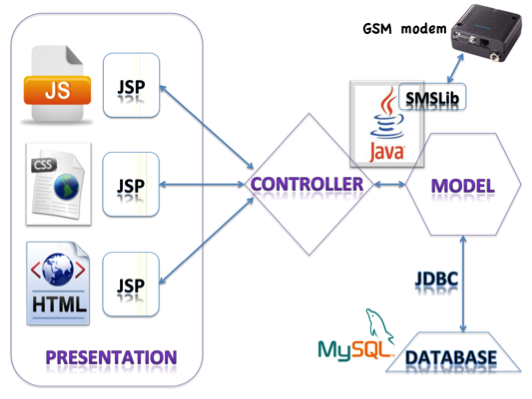 GSM modem
JS
JSP
SMSLib
Java
CSS
JSP
CONTROLLER
MODEL
HTML
JSP
JDBC
MySQL
PRESENTATION
DATABASE